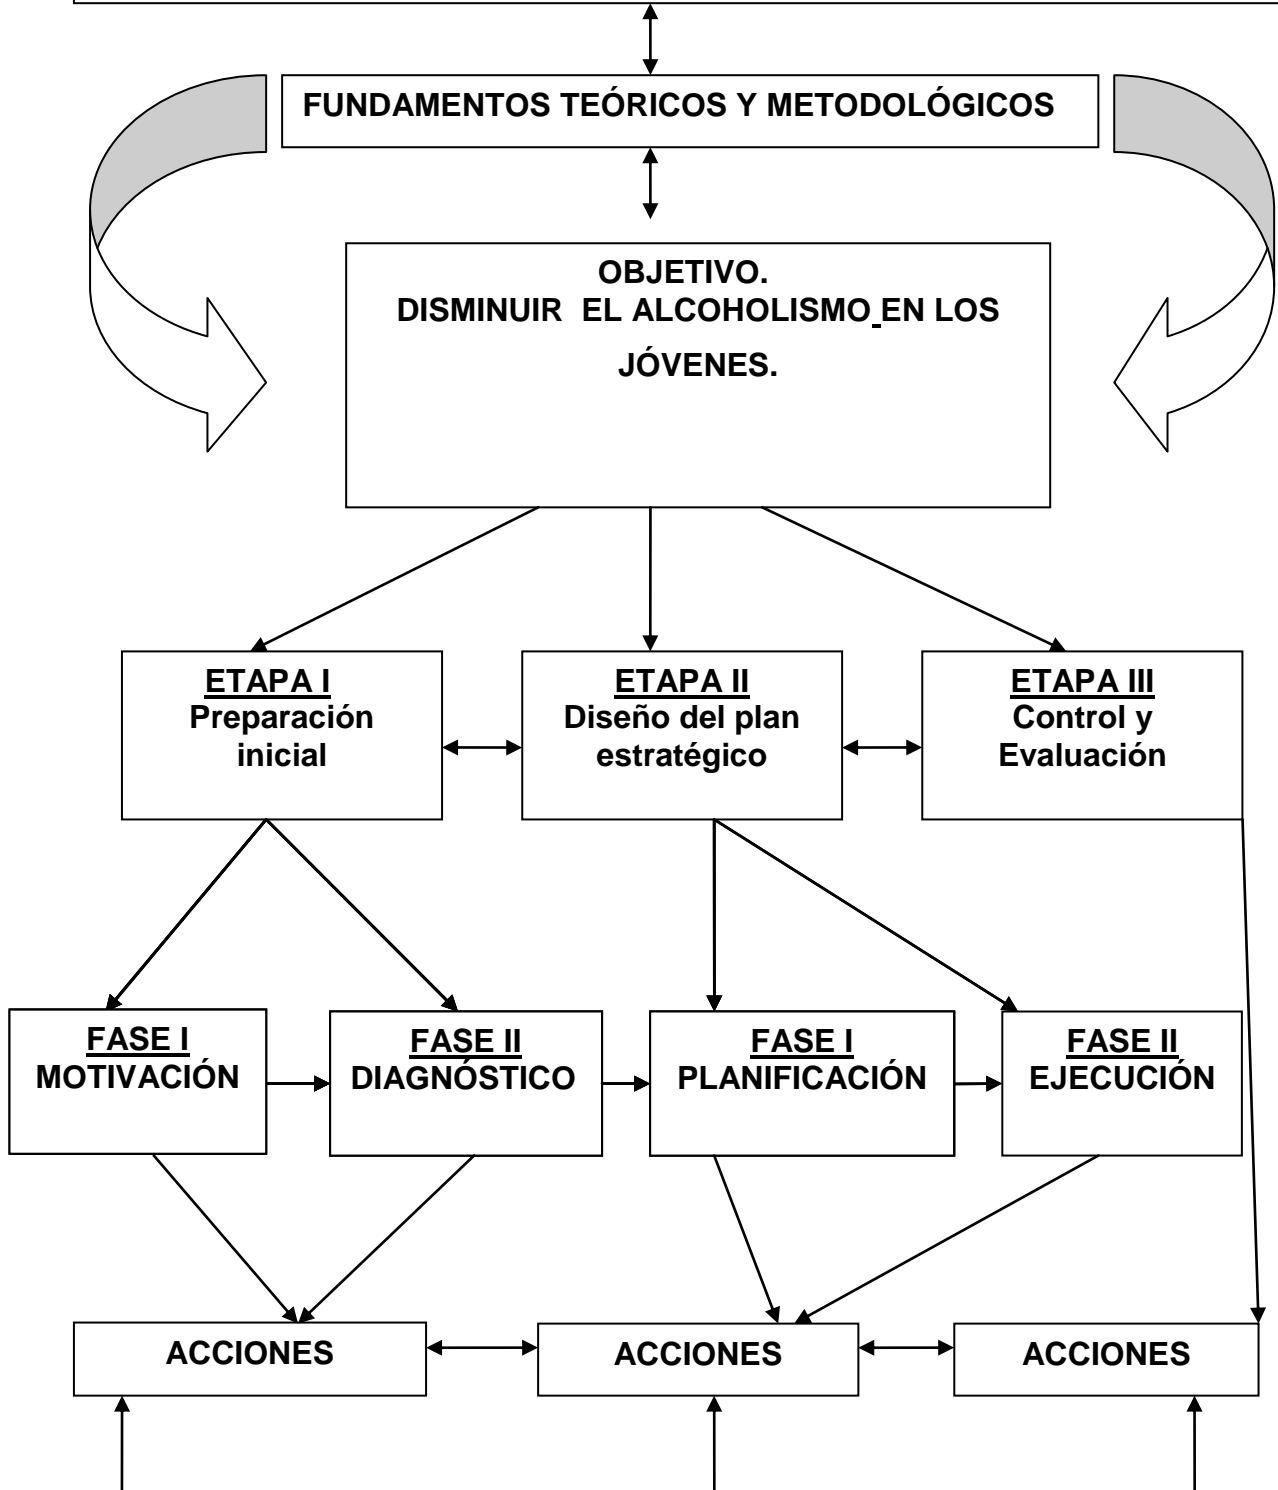 FUNDAMENTOS TEÓRICOS Y METODOLÓGICOS
OBJETIVO.
DISMINUIR EL ALCOHOLISMO EN LOS
JÓVENES.
ETAPA I
Preparación
inicial
ETAPA II
Diseño del plan
estratégico
ETAPA III
Control y
Evaluación
FASE I
MOTIVACIÓN
FASE II
DIAGNÓSTICO
FASE I
PLANIFICACIÓN
FASE II
EJECUCIÓN
ACCIONES
ACCIONES
ACCIONES